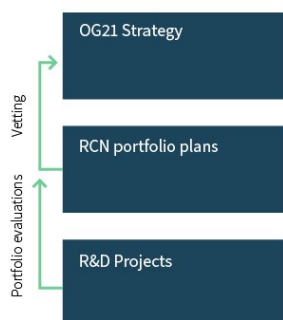 OG21 Strategy
Vetting
RCN portfolio plans
Portfolio evaluations
R&D Projects